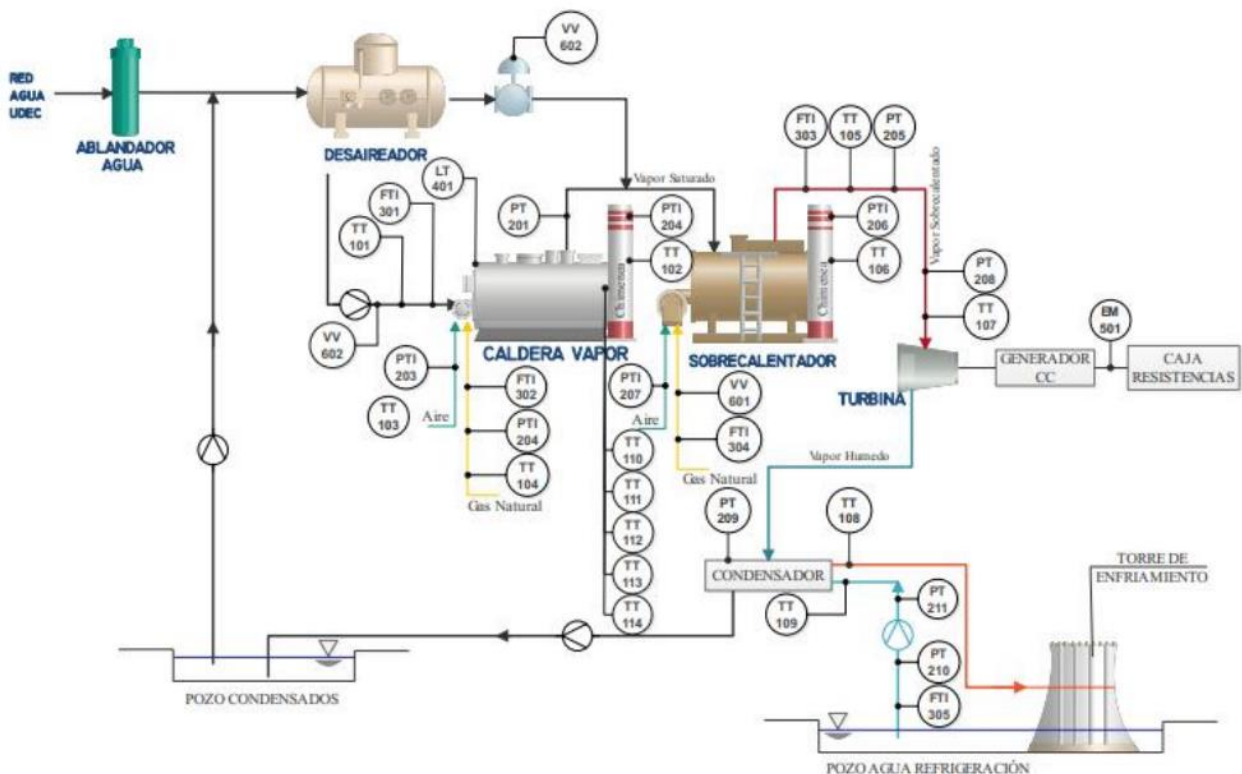 VV
602
RED
AGUA
UDEC
ABLANDADOR
AGUA
DESAIREADOR
FTI
303
TT
105
PT
205
LT
401
FTI
301
TT
101
PT
201
Vapor Saturado
PTI
204
TT
102
Chimenea
PTI
206
TT
106
Chimenea
Vapor Sobrecalentado
PT
208
TT
107
VV
602
CALDERA VAPOR
SOBRECALENTADOR
EM
501
GENERADOR
CC
CAJA
RESISTENCIAS
TURBINA
PTI
203
TT
103
Aire
FTI
302
PTI
204
TT
104
Gas Natural
PTI
207
Aire
VV
601
FTI
304
Gas Natural
TT
110
TT
111
TT
112
TT
113
TT
114
Vapor Humedo
PT
209
TT
108
CONDENSADOR
TT
109
PT
211
PT
210
FTI
305
TORRE DE
ENFRIAMIENTO
POZO CONDENSADOS
POZO AGUA REFRIGERACIÓN